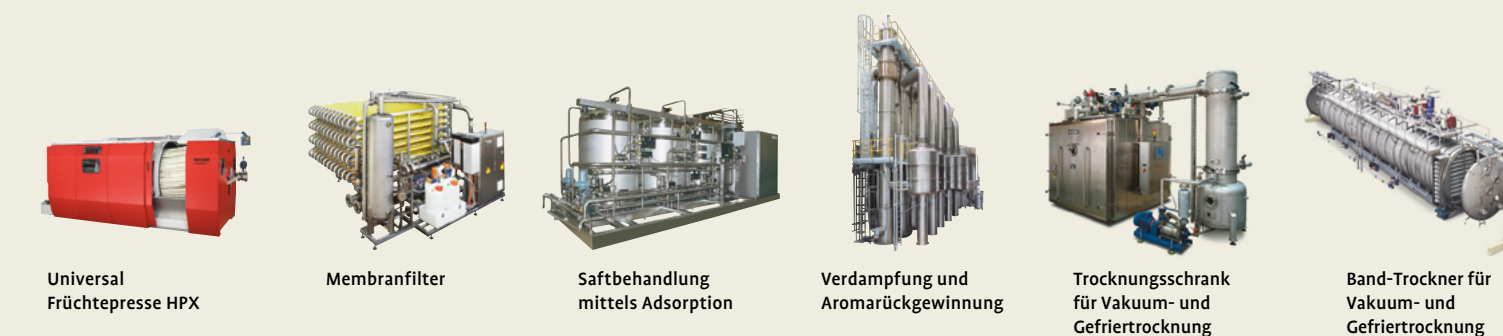 Universal
Früchtepresse HPX
Membranfilter
Saftbehandlung
mittels Adsorption
Verdampfung und
Aromarückgewinnung
Trocknungsschrank
für Vakuum- und
Gefriertrocknung
Band-Trockner für
Vakuum- und
Gefriertrocknung